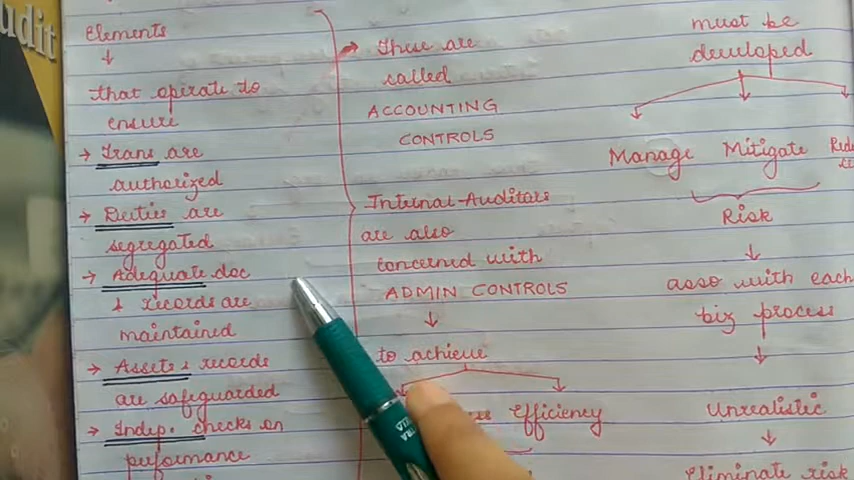 udit
Elements
↓
that operate to
ensure
→ Trans are
authorized
→ Duties are
segregated
→ Adequate doc
& records are
maintained
→ Assets & records
are safeguarded
→ Indep. checks on
performance
→ These are
called
ACCOUNTING
CONTROLS
Internal-Auditors
are also
concerned with
ADMIN CONTROLS
↓
to achieve
Efficiency
must be
developed
Manage Mitigate
Risk
↓
asso with each
biz process
↓
Unrealistic
↓
eliminate risk